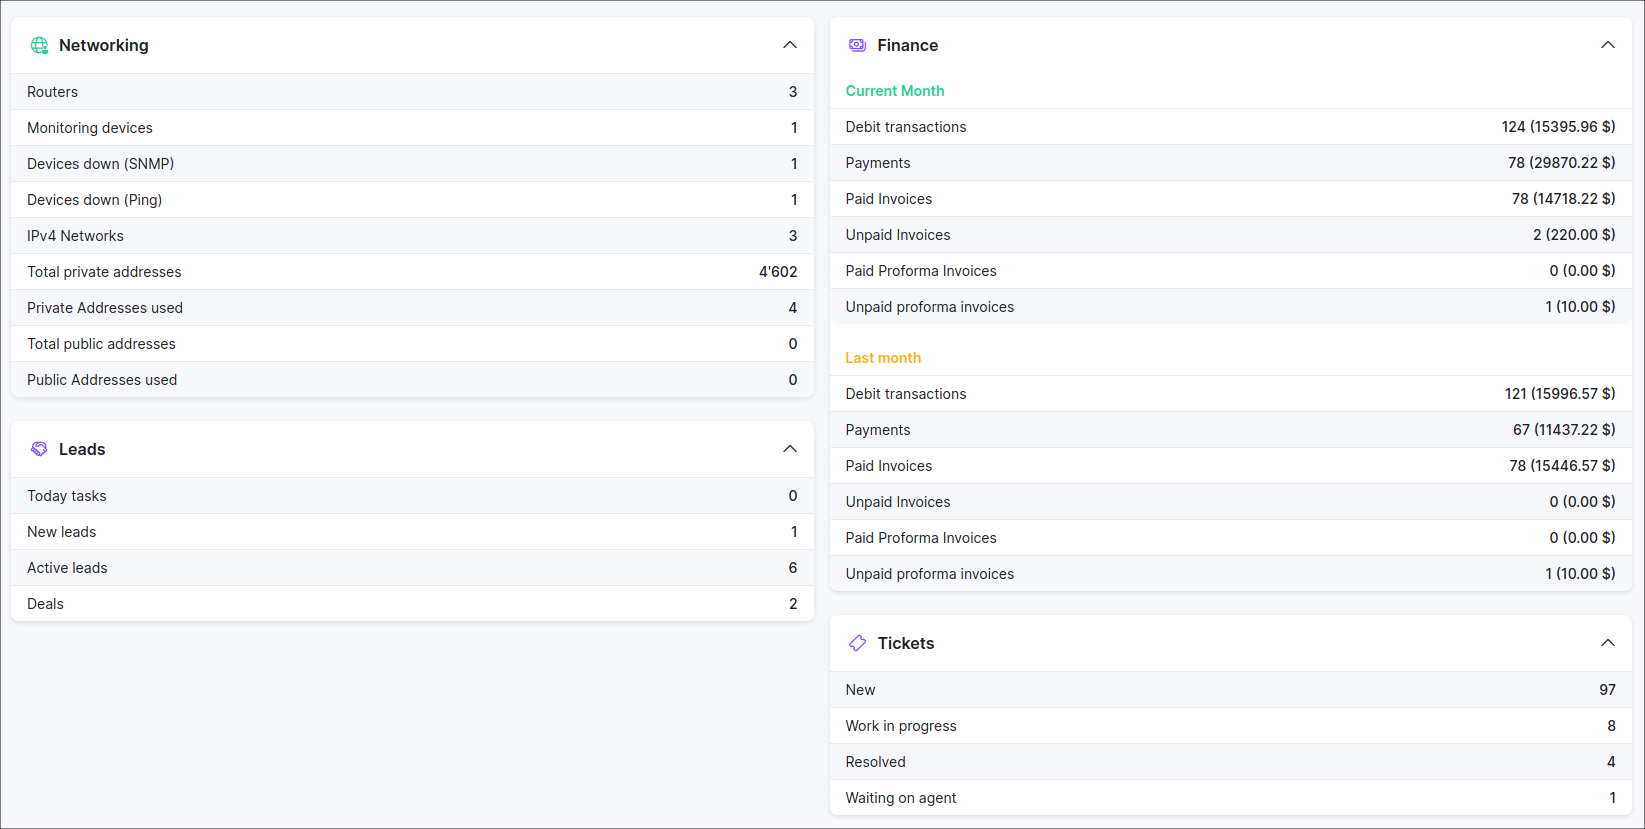 Networking
Routers 3
Monitoring devices 1
Devices down (SNMP) 1
Devices down (Ping) 1
IPv4 Networks 3
Total private addresses 4'602
Private Addresses used 4
Total public addresses 0
Public Addresses used 0
Leads
Today tasks 0
New leads 1
Active leads 6
Deals 2
Finance
Current Month
Debit transactions 124 (15395.96 $)
Payments 78 (29870.22 $)
Paid Invoices 78 (14718.22 $)
Unpaid Invoices 2 (220.00 $)
Paid Proforma Invoices 0 (0.00 $)
Unpaid proforma invoices 1 (10.00 $)
Last month
Debit transactions 121 (15996.57 $)
Payments 67 (11437.22 $)
Paid Invoices 78 (15446.57 $)
Unpaid Invoices 0 (0.00 $)
Paid Proforma Invoices 0 (0.00 $)
Unpaid proforma invoices 1 (10.00 $)
Tickets
New 97
Work in progress 8
Resolved 4
Waiting on agent 1